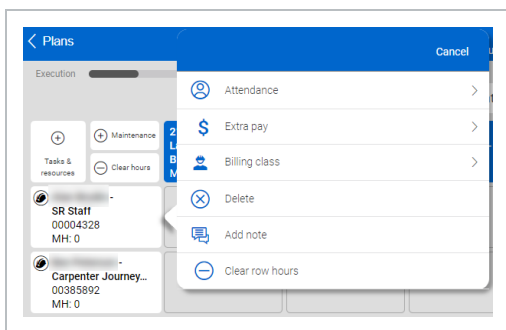 Plans
Cancel
Execution
Attendance
Extra pay
Billing class
Delete
Add note
Clear row hours
Tasks &
resources
Maintenance
Clear hours
2
L
B
M
-
SR Staff
00004328
MH: 0
-
Carpenter Journey...
00385892
MH: 0